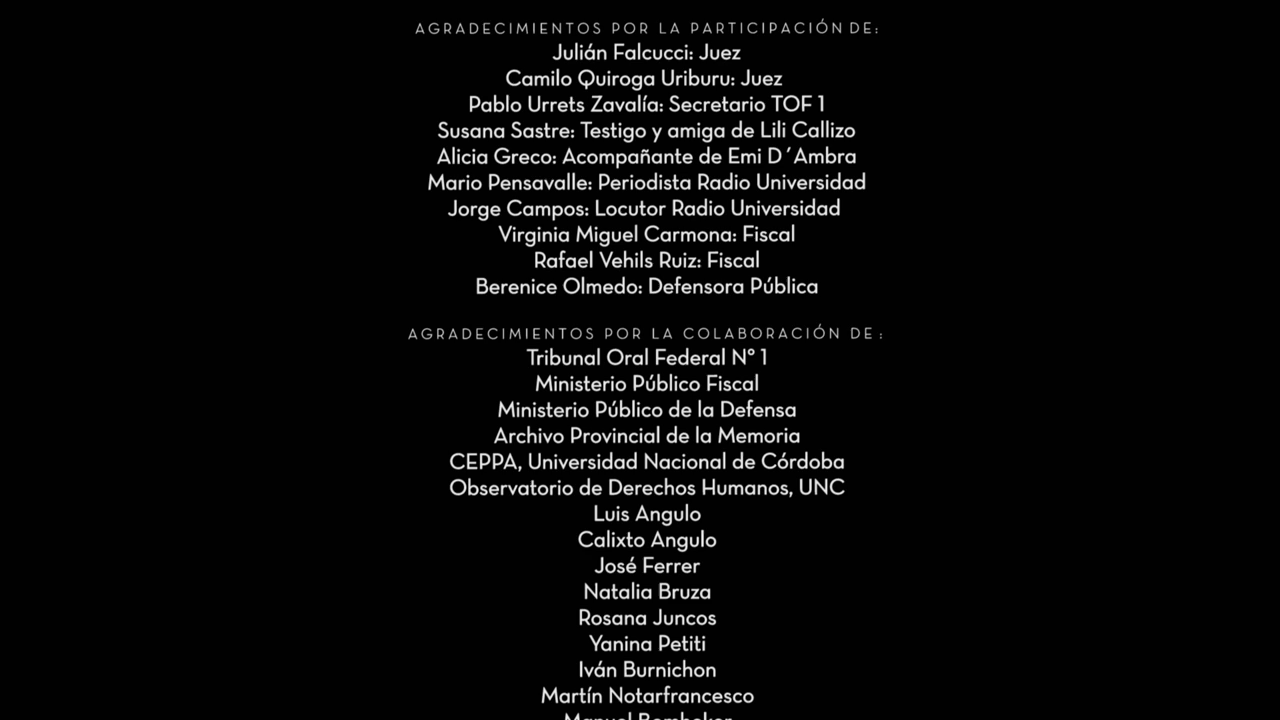 AGRADECIMIENTOS POR LA PARTICIPACIÓN DE:
Julián Falcucci: Juez
Camilo Quiroga Uriburu: Juez
Pablo Urrets Zavalía: Secretario TOF 1
Susana Sastre: Testigo y amiga de Lili Callizo
Alicia Greco: Acompañante de Emi D´Ambra
Mario Pensavalle: Periodista Radio Universidad
Jorge Campos: Locutor Radio Universidad
Virginia Miguel Carmona: Fiscal
Rafael Vehils Ruiz: Fiscal
Berenice Olmedo: Defensora Pública
AGRADECIMIENTOS POR LA COLABORACIÓN DE:
Tribunal Oral Federal Nº 1
Ministerio Público Fiscal
Ministerio Público de la Defensa
Archivo Provincial de la Memoria
CEPPA, Universidad Nacional de Córdoba
Observatorio de Derechos Humanos, UNC
Luis Angulo
Calixto Angulo
José Ferrer
Natalia Bruza
Rosana Juncos
Yanina Petiti
Iván Burnichon
Martín Notarfrancesco
Manuel